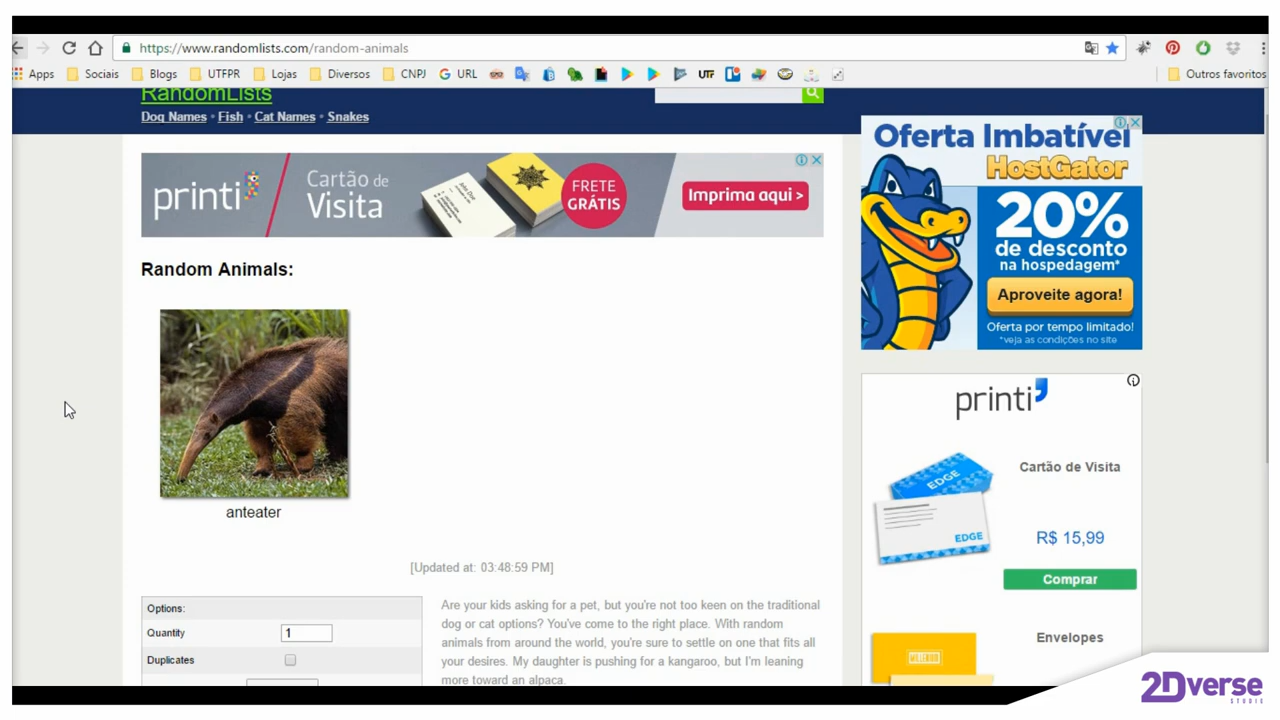 https://www.randomlists.com/random-animals
Apps Sociais Blogs UTFPR Lojas Diversos CNPJ URL UTF Outros favoritos
RandomLists
Dog Names • Fish • Cat Names • Snakes
printi
Cartão de
Visita
FRETE
GRÁTIS
Imprima aqui >
Oferta Imbatível
HostGator
20%
de desconto
na hospedagem*
Aproveite agora!
Oferta por tempo limitado!
*veja as condições no site
Random Animals:
anteater
[Updated at: 03:48:59 PM]
Options:
Quantity 1
Duplicates
Are your kids asking for a pet, but you're not too keen on the traditional
dog or cat options? You've come to the right place. With random
animals from around the world, you're sure to settle on one that fits all
your desires. My daughter is pushing for a kangaroo, but I'm leaning
more toward an alpaca.
printi
EDGE
EDGE
Cartão de Visita
R$ 15,99
Comprar
Envelopes
2Dverse
STUDIO